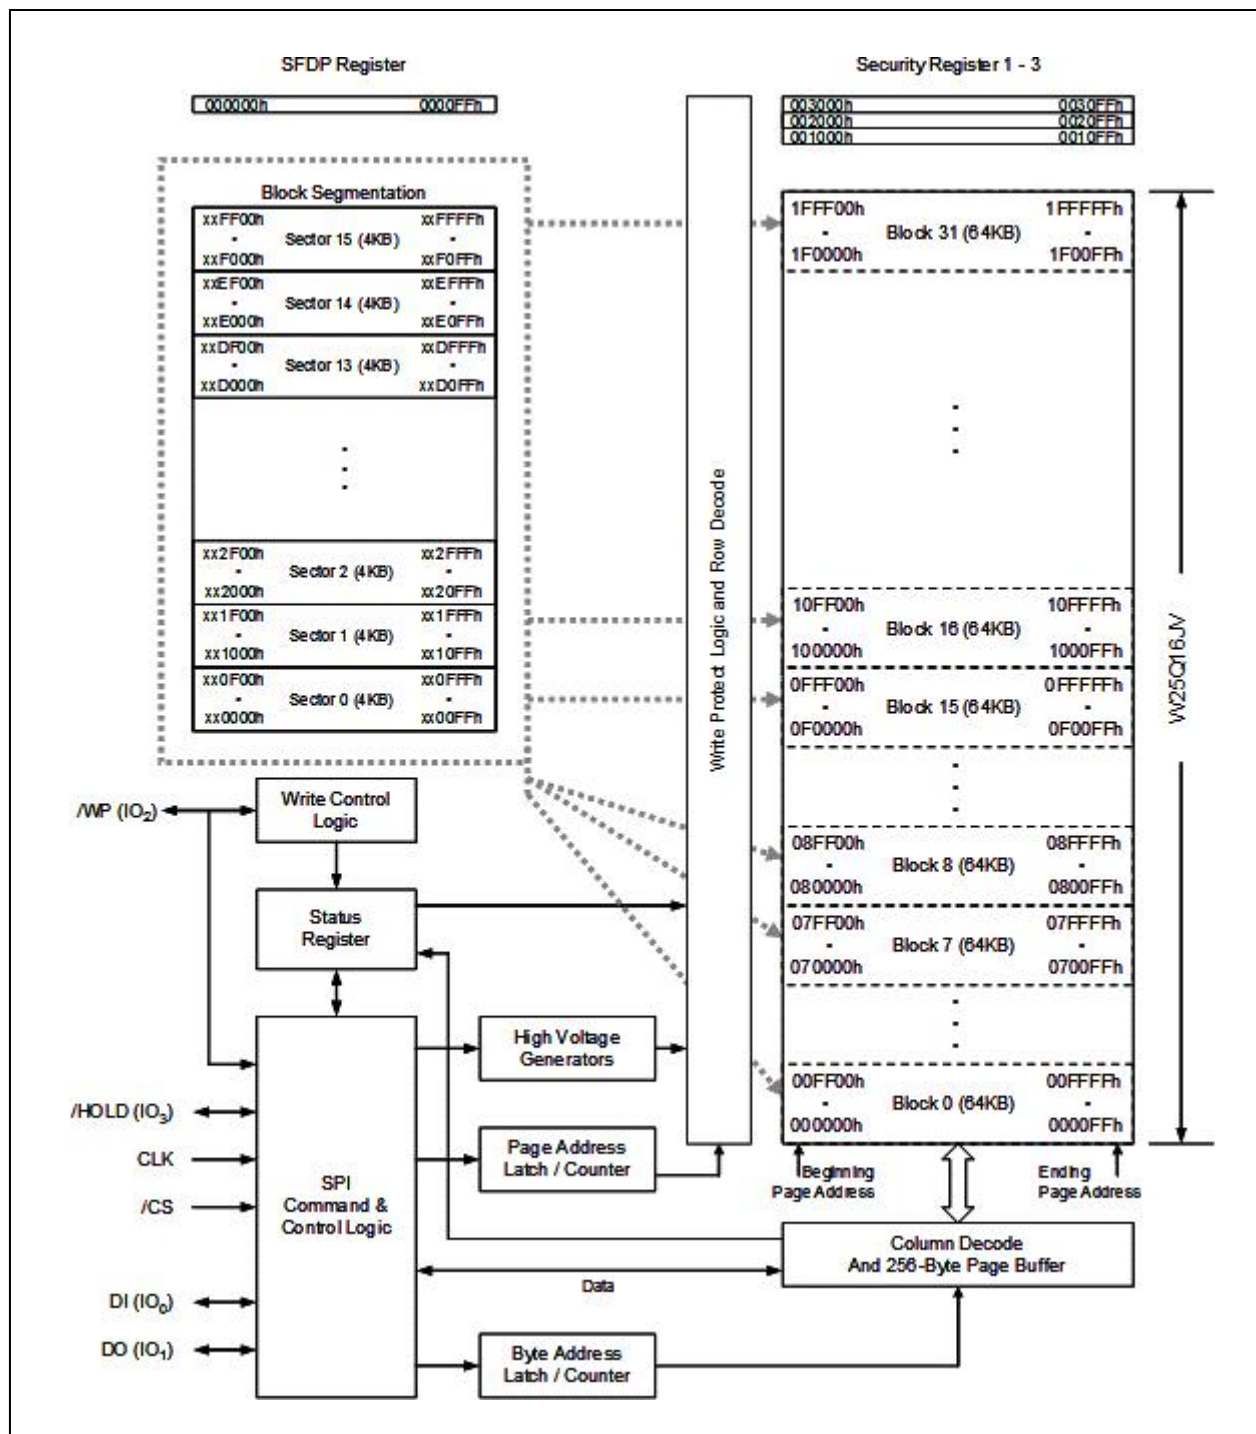 SFDP Register
000000h 0000FFh
Block Segmentation
xxFF00h xxFFFFh
- Sector 15 (4KB) -
xxF000h xxF0FFh
xxEF00h xxEFFFh
- Sector 14 (4KB) -
xxE000h xxE0FFh
xxDF00h xxDFFFh
- Sector 13 (4KB) -
xxD000h xxD0FFh
xx2F00h xx2FFFh
- Sector 2 (4KB) -
xx2000h xx20FFh
xx1F00h xx1FFFh
- Sector 1 (4KB) -
xx1000h xx10FFh
xx0F00h xx0FFFh
- Sector 0 (4KB) -
xx0000h xx00FFh
Security Register 1 - 3
003000h 0030FFh
002000h 0020FFh
001000h 0010FFh
1FFF00h 1FFFFFh
- Block 31 (64KB) -
1F0000h 1F00FFh
10FF00h 10FFFFh
- Block 16 (64KB) -
100000h 1000FFh
0FFF00h 0FFFFFh
- Block 15 (64KB) -
0F0000h 0F00FFh
08FF00h 08FFFFh
- Block 8 (64KB) -
080000h 0800FFh
07FF00h 07FFFFh
- Block 7 (64KB) -
070000h 0700FFh
00FF00h 00FFFFh
- Block 0 (64KB) -
000000h 0000FFh
W25Q16JV
Write Protect Logic and Row Decode
Beginning
Page Address
Ending
Page Address
/WP (IO2)
Write Control
Logic
Status
Register
High Voltage
Generators
/HOLD (IO3)
CLK
/CS
SPI
Command &
Control Logic
Page Address
Latch / Counter
Column Decode
And 256-Byte Page Buffer
Data
DI (IO0)
DO (IO1)
Byte Address
Latch / Counter